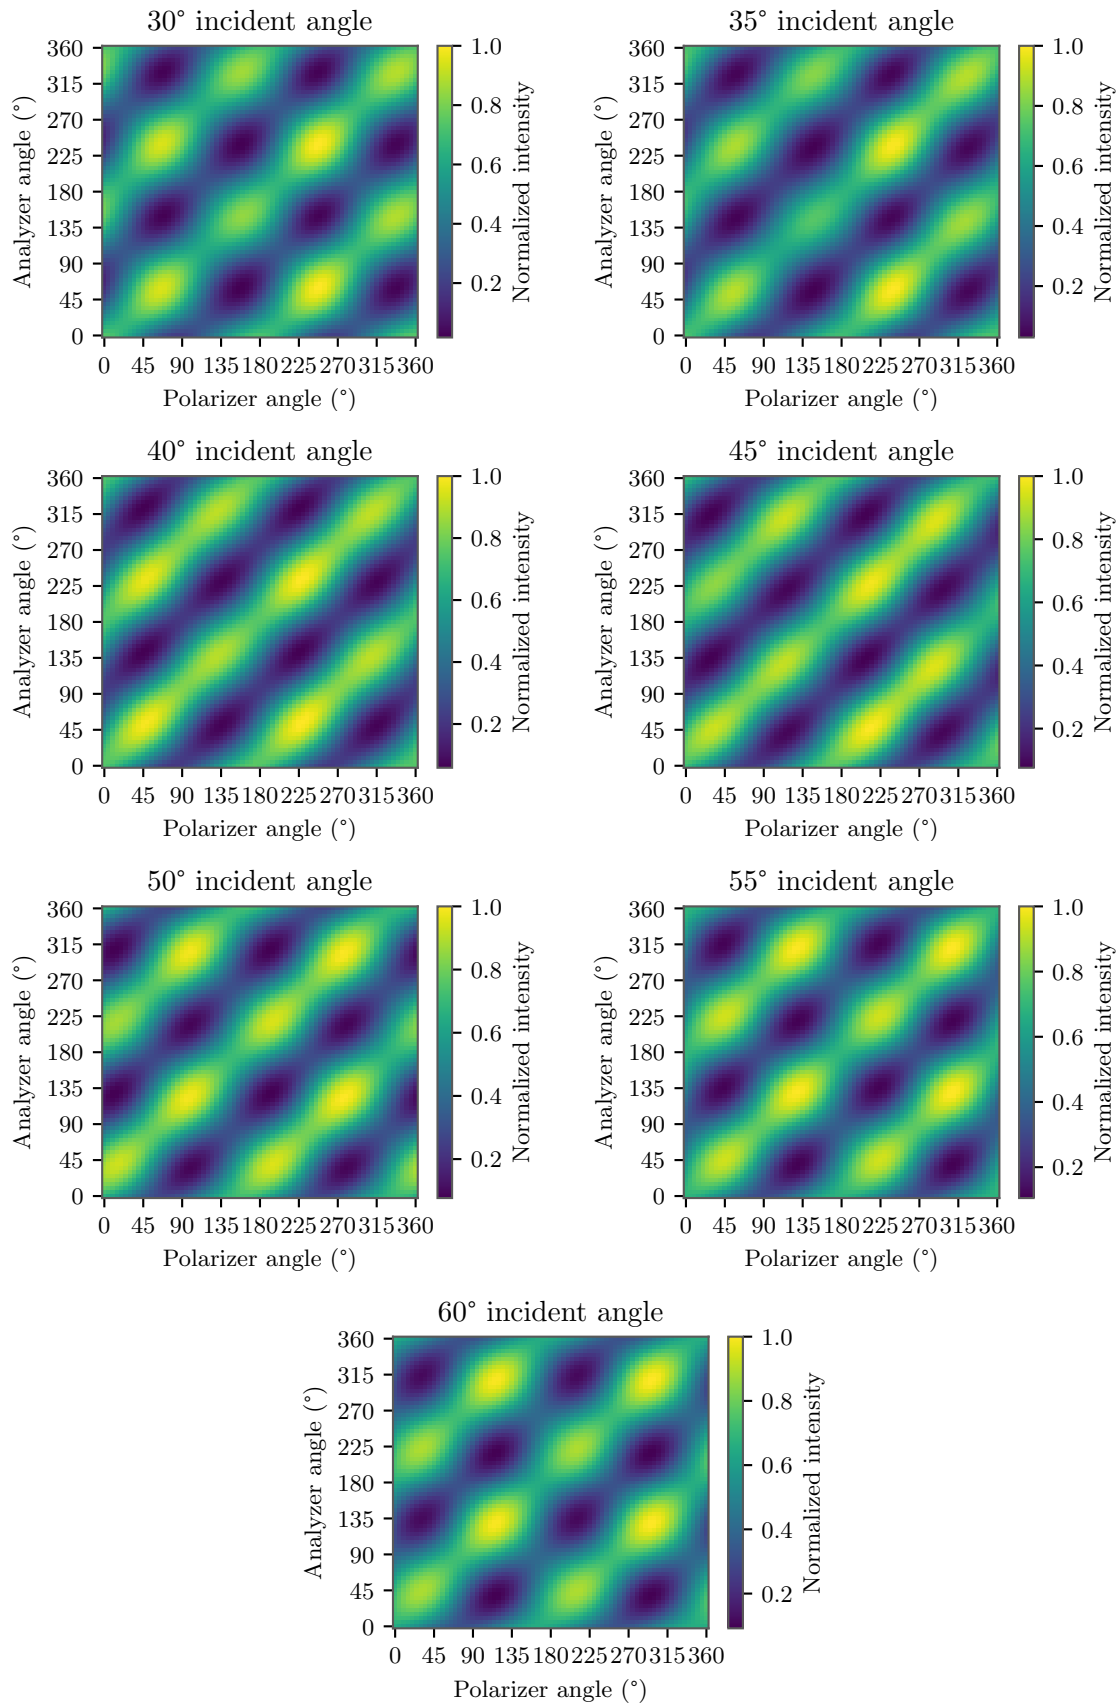 30° incident angle
Analyzer angle (°)
360
315
270
225
180
135
90
45
0
0 45 90 135 180 225 270 315 360
Polarizer angle (°)
1.0
0.8
0.6
0.4
0.2
Normalized intensity
35° incident angle
Analyzer angle (°)
360
315
270
225
180
135
90
45
0
0 45 90 135 180 225 270 315 360
Polarizer angle (°)
1.0
0.8
0.6
0.4
0.2
Normalized intensity
40° incident angle
Analyzer angle (°)
360
315
270
225
180
135
90
45
0
0 45 90 135 180 225 270 315 360
Polarizer angle (°)
1.0
0.8
0.6
0.4
0.2
Normalized intensity
45° incident angle
Analyzer angle (°)
360
315
270
225
180
135
90
45
0
0 45 90 135 180 225 270 315 360
Polarizer angle (°)
1.0
0.8
0.6
0.4
0.2
Normalized intensity
50° incident angle
Analyzer angle (°)
360
315
270
225
180
135
90
45
0
0 45 90 135 180 225 270 315 360
Polarizer angle (°)
1.0
0.8
0.6
0.4
0.2
Normalized intensity
55° incident angle
Analyzer angle (°)
360
315
270
225
180
135
90
45
0
0 45 90 135 180 225 270 315 360
Polarizer angle (°)
1.0
0.8
0.6
0.4
0.2
Normalized intensity
60° incident angle
Analyzer angle (°)
360
315
270
225
180
135
90
45
0
0 45 90 135 180 225 270 315 360
Polarizer angle (°)
1.0
0.8
0.6
0.4
0.2
Normalized intensity